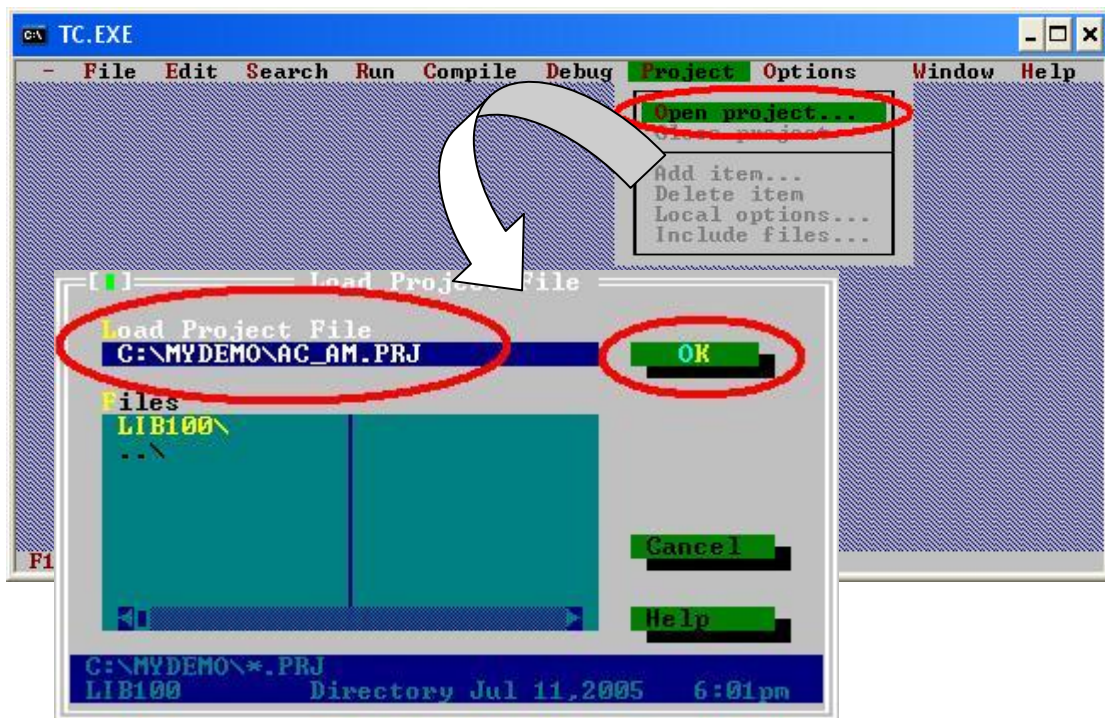 TC.EXE
- File Edit Search Run Compile Debug Project Options Window Help
Open project...
Close project
Add item...
Delete item
Local options...
Include files...
Load Project File
Load Project File
C:\MYDEMO\AC_AM.PRJ
OK
Files
LIB100\
..\
Cancel
Help
F1
C:\MYDEMO\*.PRJ
LIB100 Directory Jul 11,2005 6:01pm